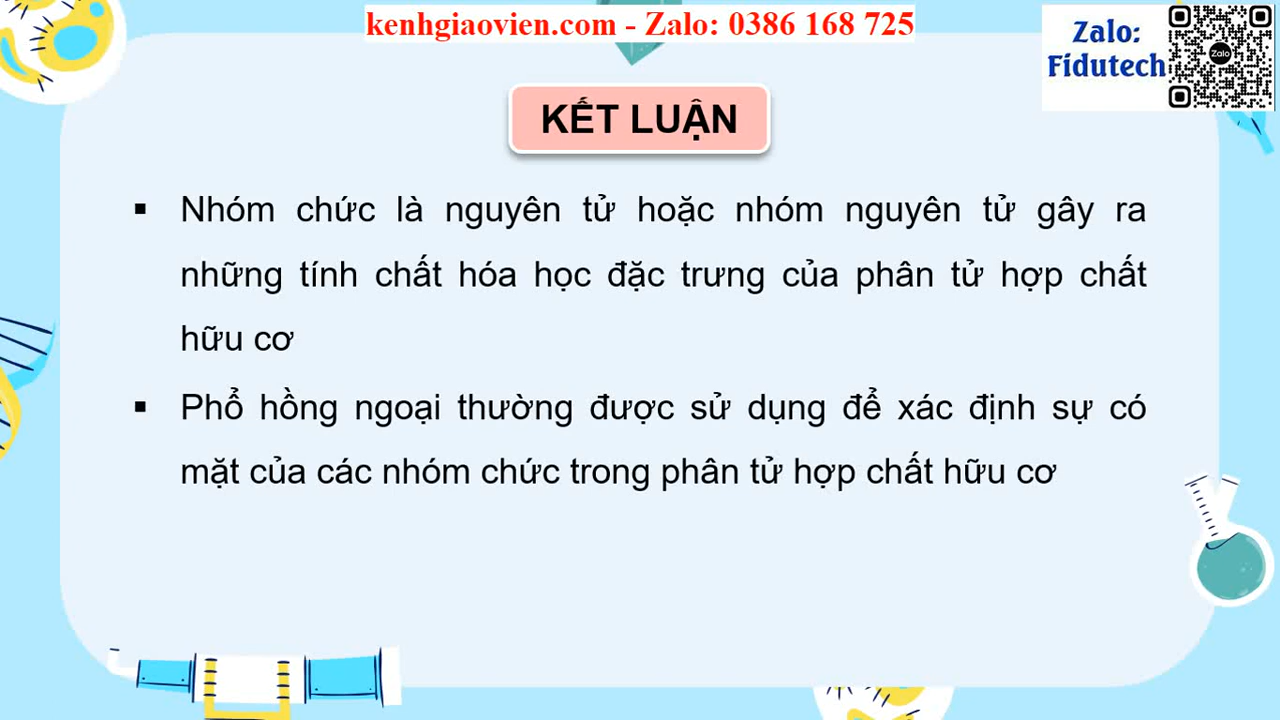 kenhgiaovien.com - Zalo: 0386 168 725
Zalo:
Fidutech
Zalo
KẾT LUẬN
▪ Nhóm chức là nguyên tử hoặc nhóm nguyên tử gây ra
những tính chất hóa học đặc trưng của phân tử hợp chất
hữu cơ
▪ Phổ hồng ngoại thường được sử dụng để xác định sự có
mặt của các nhóm chức trong phân tử hợp chất hữu cơ